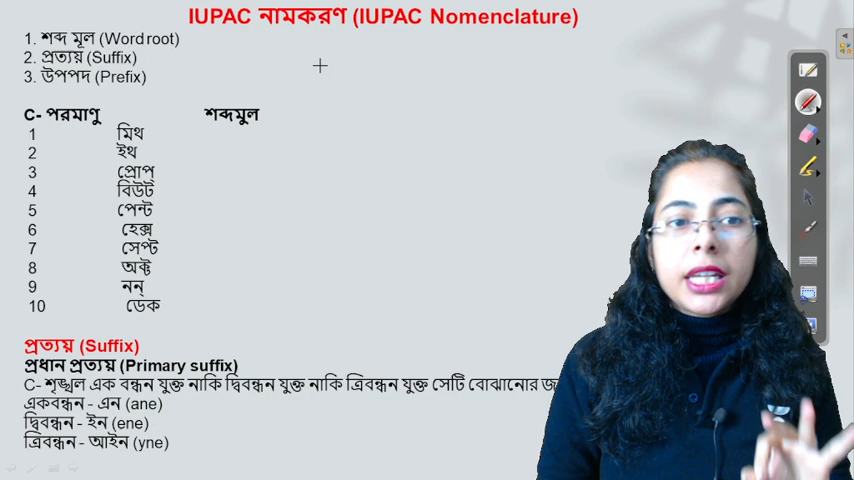 IUPAC নামকরণ (IUPAC Nomenclature)
1. শব্দ মূল (Word root)
2. প্রত্যয় (Suffix)
3. উপপদ (Prefix)
C- পরমাণু শব্দমুল
1 মিথ
2 ইথ
3 প্রোপ
4 বিউট
5 পেন্ট
6 হেক্স
7 সেপ্ট
8 অক্ট
9 নন্
10 ডেক
প্রত্যয় (Suffix)
প্রধান প্রত্যয় (Primary suffix)
C- শৃঙ্খল এক বন্ধন যুক্ত নাকি দ্বিবন্ধন যুক্ত নাকি ত্রিবন্ধন যুক্ত সেটি বোঝানোর
একবন্ধন - এন (ane)
দ্বিবন্ধন - ইন (ene)
ত্রিবন্ধন - আইন (yne)